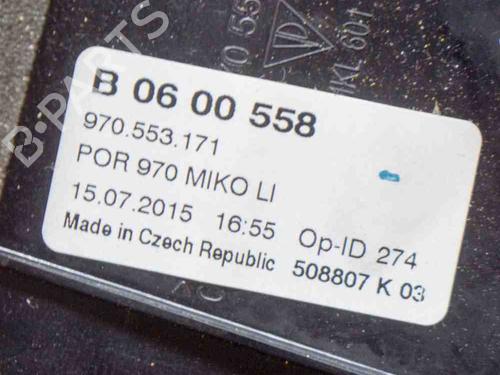 B-PARTS
B 06 00 558
970.553.171
POR 970 MIKO LI
15.07.2015 16:55 Op-ID 274
Made in Czech Republic 508807 K 03